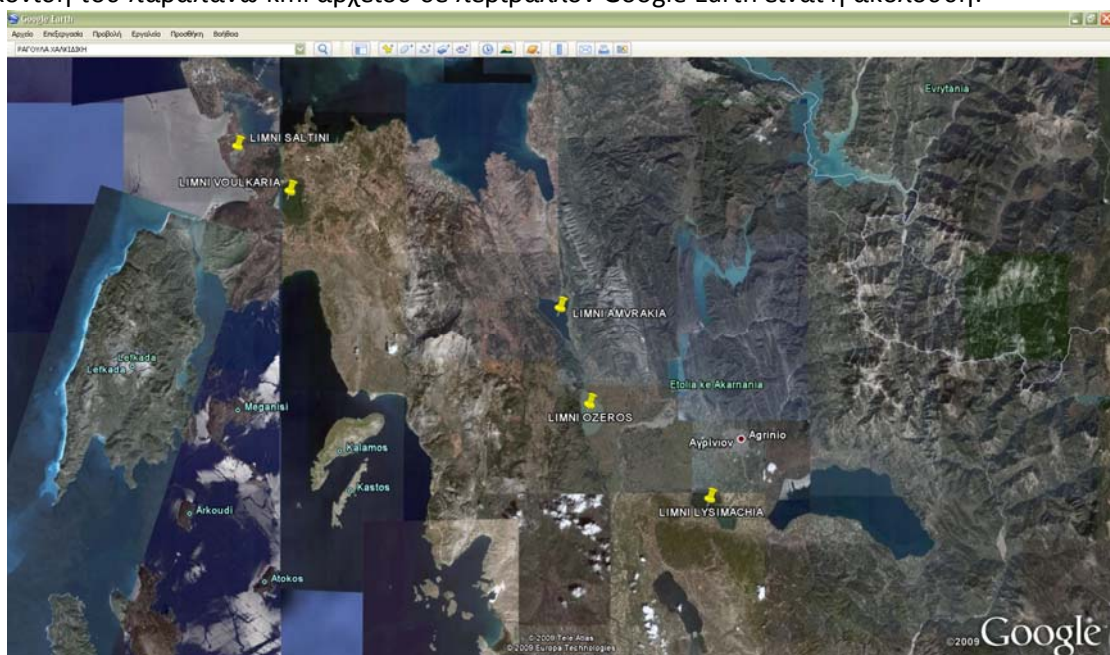 Google Earth
Αρχείο Επεξεργασία Προβολή Εργαλεία Προσθήκη Βοήθεια
ΡΑΓΟΥΛΑ ΧΑΛΚΙΔΙΚΗ
Evrytania
LIMNI SALTINI
LIMNI VOULKARIA
LIMNI AMVRAKIA
Lefkada
Lefkada
Etolia ke Akarnania
Meganisi
LIMNI OZEROS
Αγρίνιον Agrinio
Kalamos
Kastos
LIMNI LYSIMACHIA
Arkoudi
Atokos
© 2009 Tele Atlas
© 2009 Europa Technologies
©2009 Google